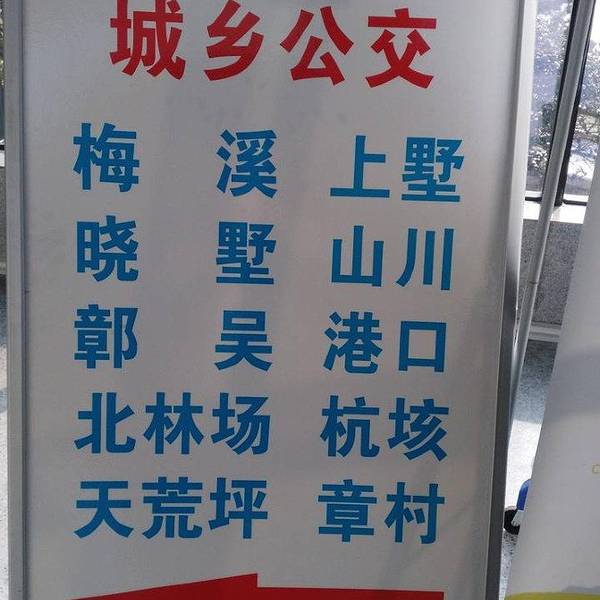 城乡公交
梅溪 上墅
晓墅 山川
鄣吴 港口
北林场 杭垓
天荒坪 章村